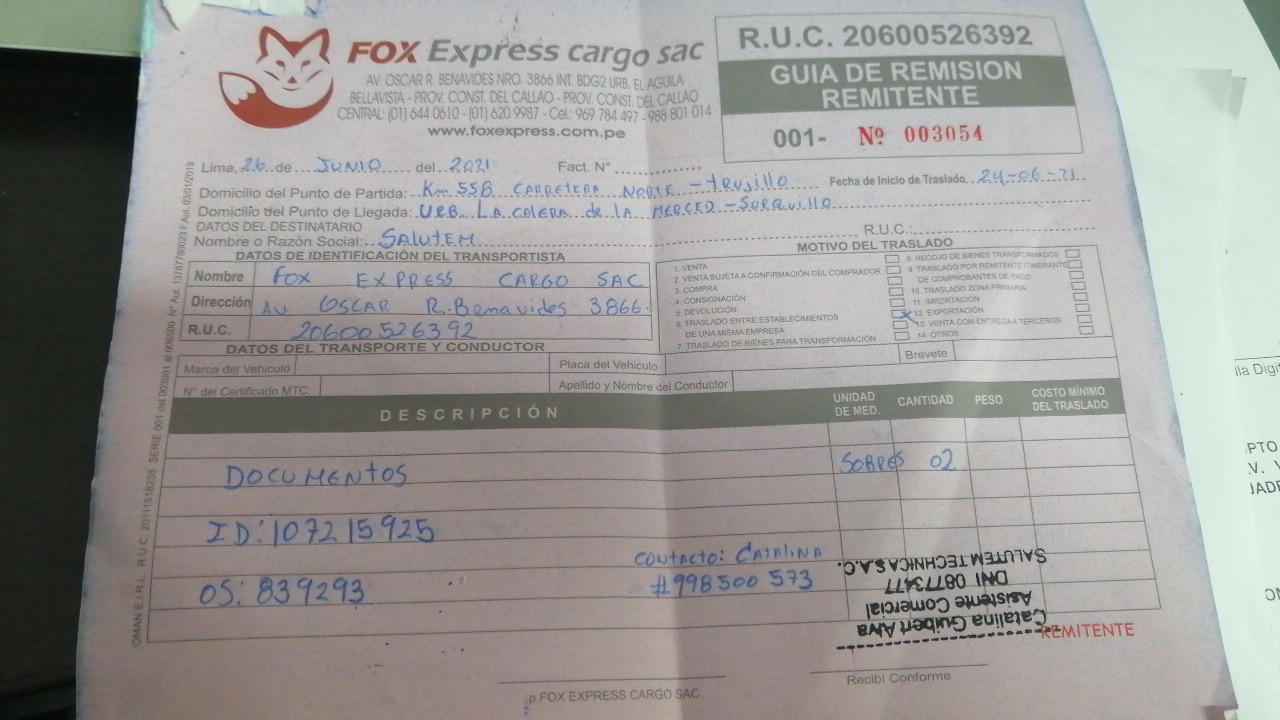 FOX Express cargo sac
AV. OSCAR R. BENAVIDES NRO. 3866 INT. BDG2 URB. EL AGUILA
BELLAVISTA - PROV. CONST. DEL CALLAO - PROV. CONST. DEL CALLAO
CENTRAL: (01) 644 0610 - (01) 620 9987 - Cel.: 969 784 497 - 988 801 014
www.foxexpress.com.pe
R.U.C. 20600526392
GUIA DE REMISION
REMITENTE
001- Nº 003054
Lima, 26 de JUNIO del 2021 Fact. N°
Domicilio del Punto de Partida: Km 558 CARRETERA NORTE - Trujillo Fecha de Inicio de Traslado 24-06-21
Domicilio del Punto de Llegada: URB. LA CALERA de LA MERCED - SURQUILLO
DATOS DEL DESTINATARIO
Nombre o Razón Social: SALUTEM R.U.C.:
DATOS DE IDENTIFICACIÓN DEL TRANSPORTISTA
Nombre FOX EXPRESS CARGO SAC
Dirección AV OSCAR R. Benavides 3866
R.U.C. 20600526392
MOTIVO DEL TRASLADO
1. VENTA
2. VENTA SUJETA A CONFIRMACIÓN DEL COMPRADOR
3. COMPRA
4. CONSIGNACIÓN
5. DEVOLUCIÓN
6. TRASLADO ENTRE ESTABLECIMIENTOS
DE UNA MISMA EMPRESA
7. TRASLADO DE BIENES PARA TRANSFORMACIÓN
8. RECOJO DE BIENES TRANSFORMADOS
9. TRASLADO POR REMITENTE ITINERANTE
DE COMPROBANTES DE PAGO
10. TRASLADO ZONA PRIMARIA
11. IMPORTACIÓN
12. EXPORTACIÓN
13. VENTA CON ENTREGA A TERCEROS
14. OTROS
DATOS DEL TRANSPORTE Y CONDUCTOR
Marca del Vehículo Placa del Vehículo Brevete
N° del Certificado MTC: Apellido y Nombre del Conductor
DESCRIPCIÓN UNIDAD DE MED. CANTIDAD PESO COSTO MÍNIMO DEL TRASLADO
DOCUMENTOS SOBRES 02
ID: 107215925
CONTACTO: CATALINA
OS: 839293 #998500573
Catalina Guibert Alva
Asistente Comercial
DNI 08773477
SALUTEM TECHNICA S.A.C.
REMITENTE
p.FOX EXPRESS CARGO SAC
Recibí Conforme